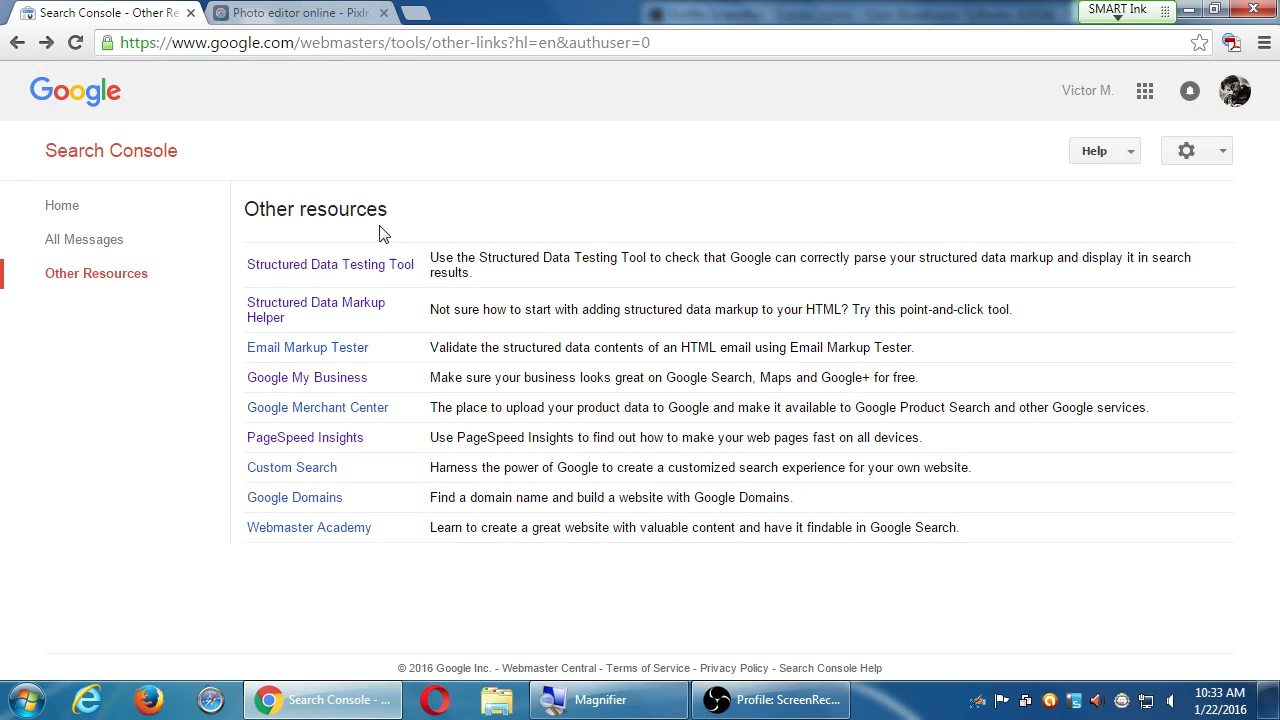 Search Console - Other Re
Photo editor online - Pixlr
SMART Ink
https://www.google.com/webmasters/tools/other-links?hl=en&authuser=0
Google
Victor M.
Search Console
Help
Home
All Messages
Other Resources
Other resources
Structured Data Testing Tool
Use the Structured Data Testing Tool to check that Google can correctly parse your structured data markup and display it in search
results.
Structured Data Markup
Helper
Not sure how to start with adding structured data markup to your HTML? Try this point-and-click tool.
Email Markup Tester
Validate the structured data contents of an HTML email using Email Markup Tester.
Google My Business
Make sure your business looks great on Google Search, Maps and Google+ for free.
Google Merchant Center
The place to upload your product data to Google and make it available to Google Product Search and other Google services.
PageSpeed Insights
Use PageSpeed Insights to find out how to make your web pages fast on all devices.
Custom Search
Harness the power of Google to create a customized search experience for your own website.
Google Domains
Find a domain name and build a website with Google Domains.
Webmaster Academy
Learn to create a great website with valuable content and have it findable in Google Search.
© 2016 Google Inc. - Webmaster Central - Terms of Service - Privacy Policy - Search Console Help
Search Console - ...
Magnifier
Profile: ScreenRec...
10:33 AM
1/22/2016